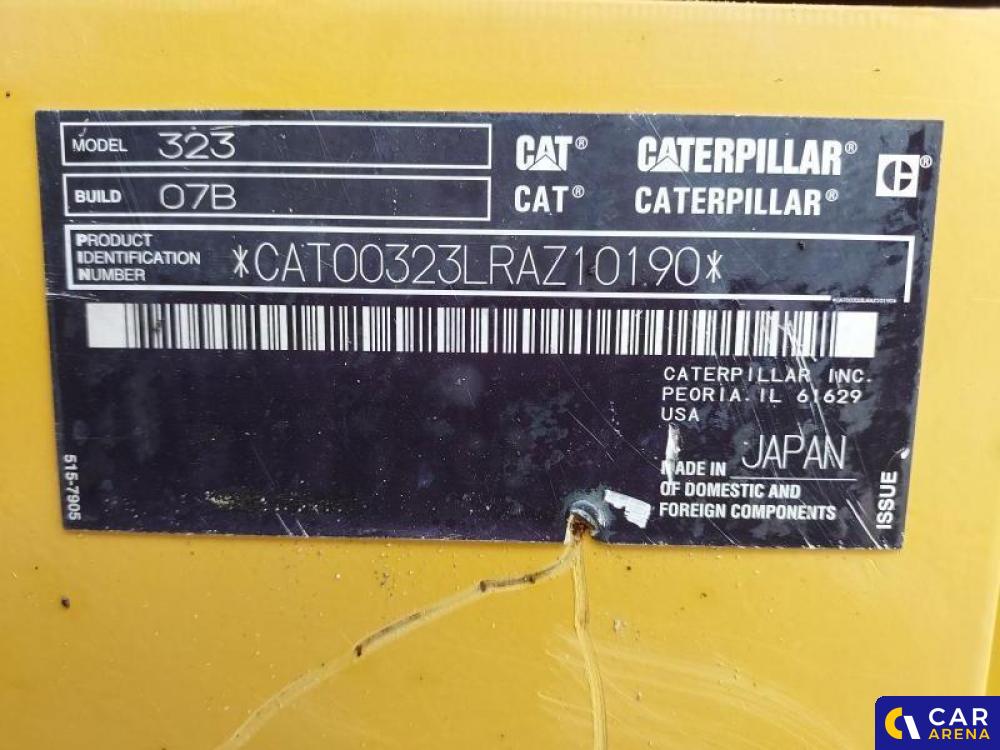 MODEL 323
CAT® CATERPILLAR®
BUILD 07B
CAT® CATERPILLAR®
PRODUCT
IDENTIFICATION
NUMBER
*CAT00323LRAZ10190*
*CAT00323LRAZ10190*
CATERPILLAR INC.
PEORIA. IL 61629
USA
MADE IN JAPAN
OF DOMESTIC AND
FOREIGN COMPONENTS
515-7905
ISSUE
CAR
ARENA